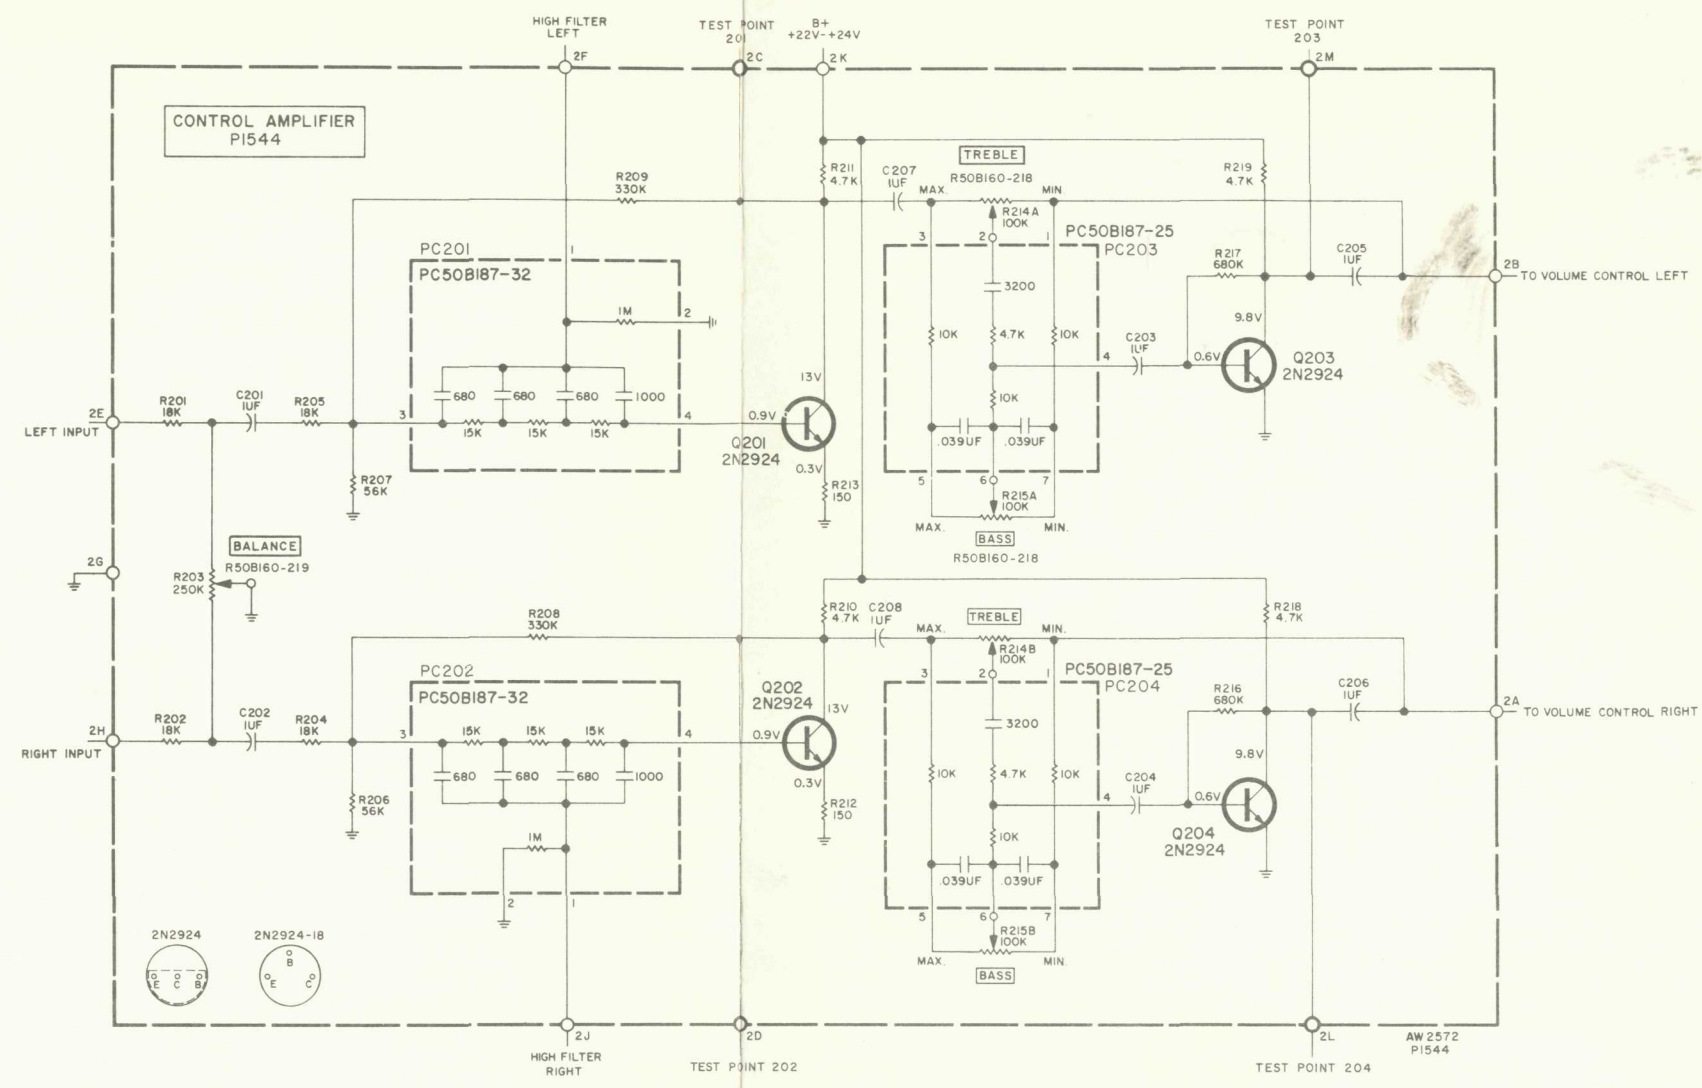 HIGH FILTER
LEFT
2F
TEST POINT
201
2C
B+
+22V-+24V
2K
TEST POINT
203
2M
CONTROL AMPLIFIER
P1544
R209
330K
R211
4.7K
C207
1UF
TREBLE
R50B160-218
MAX.
MIN.
R214A
100K
R219
4.7K
PC201
PC50B187-32
1
1M
2
680
680
680
1000
3
15K
15K
15K
4
3
2
1
PC50B187-25
PC203
3200
10K
4.7K
10K
10K
.039UF
.039UF
4
5
6
7
R215A
100K
MAX.
MIN.
BASS
R50B160-218
C203
1UF
R217
680K
C205
1UF
2B
TO VOLUME CONTROL LEFT
9.8V
0.6V
Q203
2N2924
2E
LEFT INPUT
R201
18K
C201
1UF
R205
18K
R207
56K
13V
0.9V
Q201
2N2924
0.3V
R213
150
2G
BALANCE
R50B160-219
R203
250K
R208
330K
R210
4.7K
C208
1UF
TREBLE
MAX.
MIN.
R214B
100K
R218
4.7K
PC202
PC50B187-32
3
15K
15K
15K
4
680
680
680
1000
1M
2
1
Q202
2N2924
13V
0.9V
0.3V
R212
150
3
2
1
PC50B187-25
PC204
3200
10K
4.7K
10K
10K
.039UF
.039UF
4
5
6
7
R215B
100K
MAX.
MIN.
BASS
C204
1UF
R216
680K
C206
1UF
2A
TO VOLUME CONTROL RIGHT
9.8V
0.6V
Q204
2N2924
2H
RIGHT INPUT
R202
18K
C202
1UF
R204
18K
R206
56K
2N2924
E C B
2N2924-18
B
E C
2J
HIGH FILTER
RIGHT
2D
TEST POINT 202
2L
TEST POINT 204
AW2572
P1544